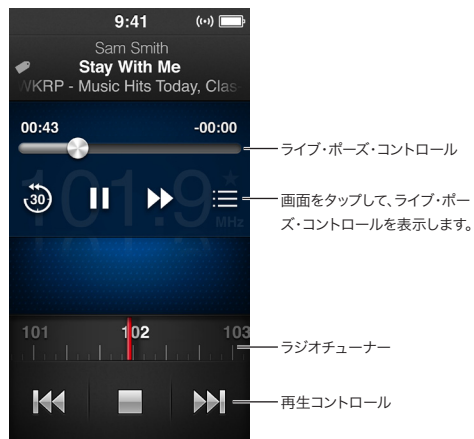 9:41
Sam Smith
Stay With Me
WKRP - Music Hits Today, Clas
00:43
-00:00
ライブ・ポーズ・コントロール
30
101.9
MHz
画面をタップして、ライブ・ポー
ズ・コントロールを表示します。
101
102
103
ラジオチューナー
再生コントロール